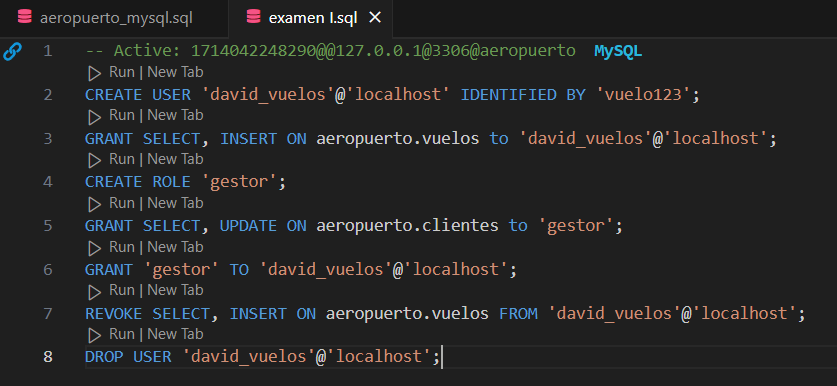 aeropuerto_mysql.sql examen I.sql
1 -- Active: 1714042248290@@127.0.0.1@3306@aeropuerto MySQL
Run | New Tab
2 CREATE USER 'david_vuelos'@'localhost' IDENTIFIED BY 'vuelo123';
Run | New Tab
3 GRANT SELECT, INSERT ON aeropuerto.vuelos to 'david_vuelos'@'localhost';
Run | New Tab
4 CREATE ROLE 'gestor';
Run | New Tab
5 GRANT SELECT, UPDATE ON aeropuerto.clientes to 'gestor';
Run | New Tab
6 GRANT 'gestor' TO 'david_vuelos'@'localhost';
Run | New Tab
7 REVOKE SELECT, INSERT ON aeropuerto.vuelos FROM 'david_vuelos'@'localhost';
Run | New Tab
8 DROP USER 'david_vuelos'@'localhost';